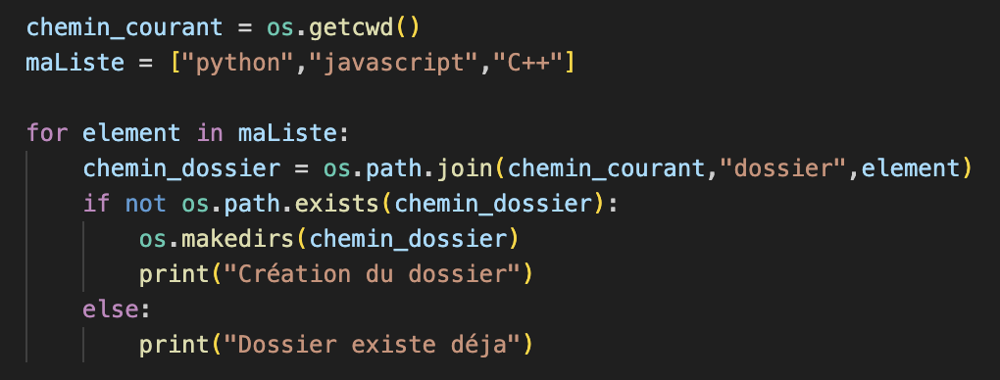 chemin_courant = os.getcwd()
maListe = ["python","javascript","C++"]
for element in maListe:
    chemin_dossier = os.path.join(chemin_courant,"dossier",element)
    if not os.path.exists(chemin_dossier):
        os.makedirs(chemin_dossier)
        print("Création du dossier")
    else:
        print("Dossier existe déja")